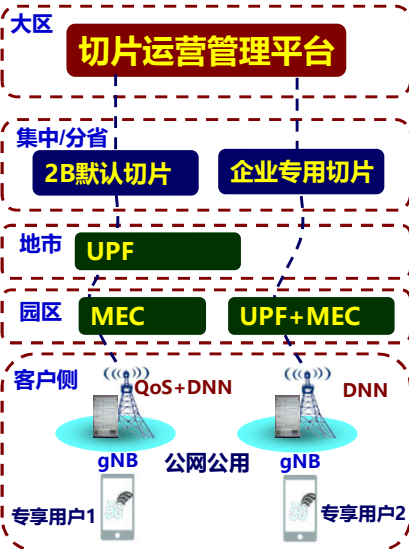 大区
切片运营管理平台
集中/分省
2B默认切片
企业专用切片
地市
UPF
园区
MEC
UPF+MEC
客户侧
QoS+DNN
DNN
gNB
公网公用
gNB
专享用户1
专享用户2
5G
5G